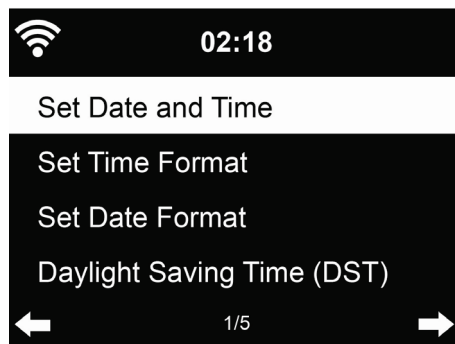 02:18
Set Date and Time
Set Time Format
Set Date Format
Daylight Saving Time (DST)
1/5